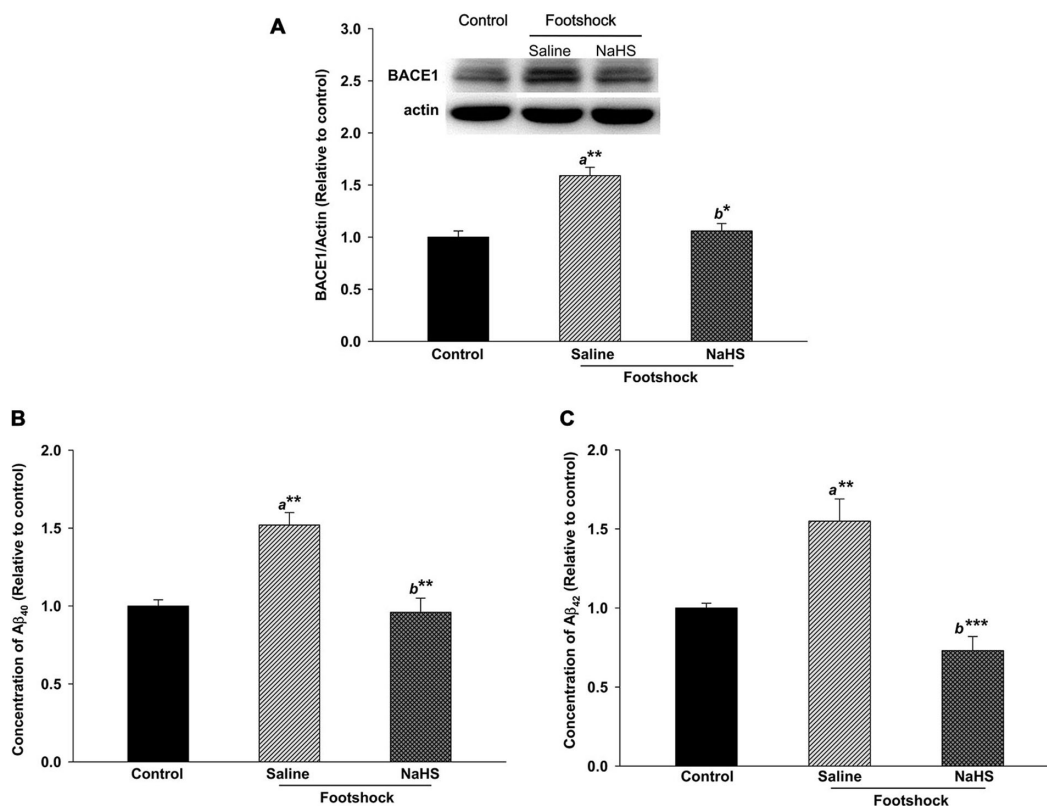 A
Control Footshock
Saline NaHS
BACE1
actin
BACE1/Actin (Relative to control)
3.0
2.5
2.0
1.5
1.0
0.5
0.0
a**
b*
Control Saline NaHS
Footshock
B
Concentration of Aβ40 (Relative to control)
2.0
1.5
1.0
0.5
0.0
a**
b**
Control Saline NaHS
Footshock
C
Concentration of Aβ42 (Relative to control)
2.0
1.5
1.0
0.5
0.0
a**
b***
Control Saline NaHS
Footshock